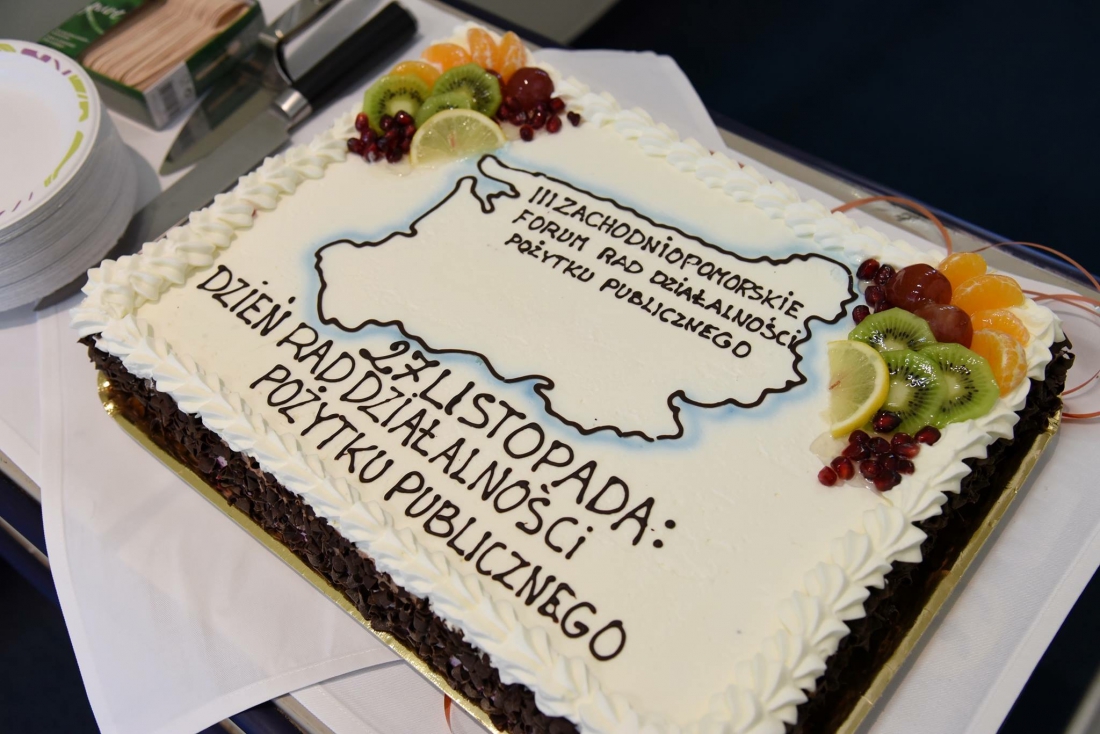 III ZACHODNIOPOMORSKIE
FORUM RAD DZIAŁALNOŚCI
POŻYTKU PUBLICZNEGO
27 LISTOPADA:
DZIEŃ RAD DZIAŁALNOŚCI
POŻYTKU PUBLICZNEGO